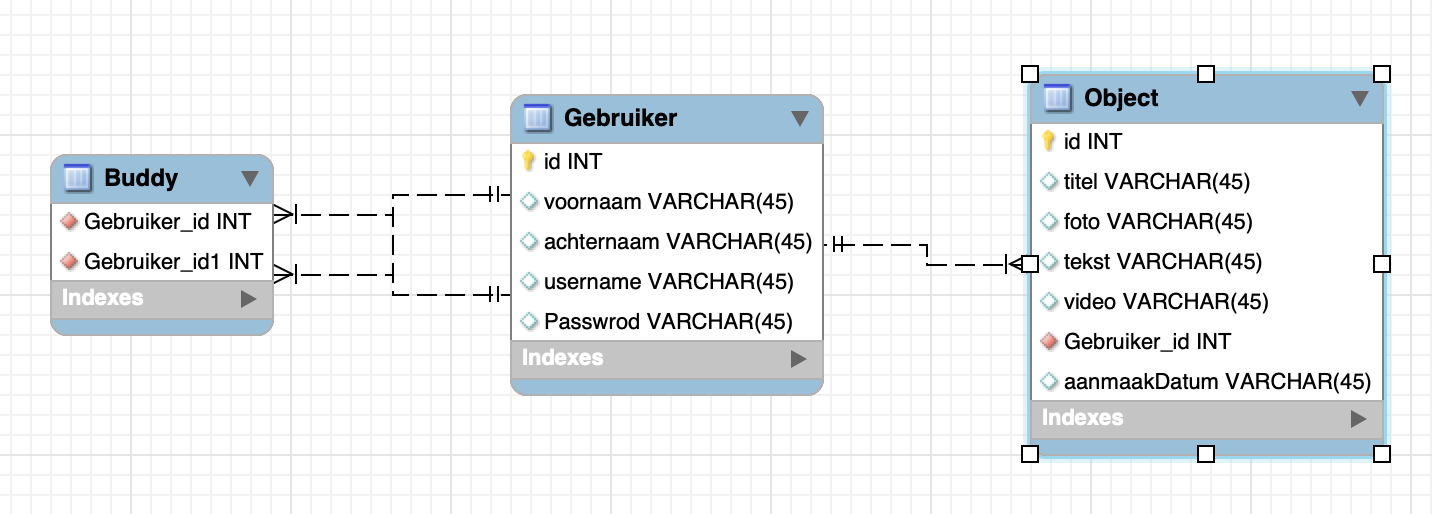 Buddy
Gebruiker_id INT
Gebruiker_id1 INT
Indexes
Gebruiker
id INT
voornaam VARCHAR(45)
achternaam VARCHAR(45)
username VARCHAR(45)
Passwrod VARCHAR(45)
Indexes
Object
id INT
titel VARCHAR(45)
foto VARCHAR(45)
tekst VARCHAR(45)
video VARCHAR(45)
Gebruiker_id INT
aanmaakDatum VARCHAR(45)
Indexes